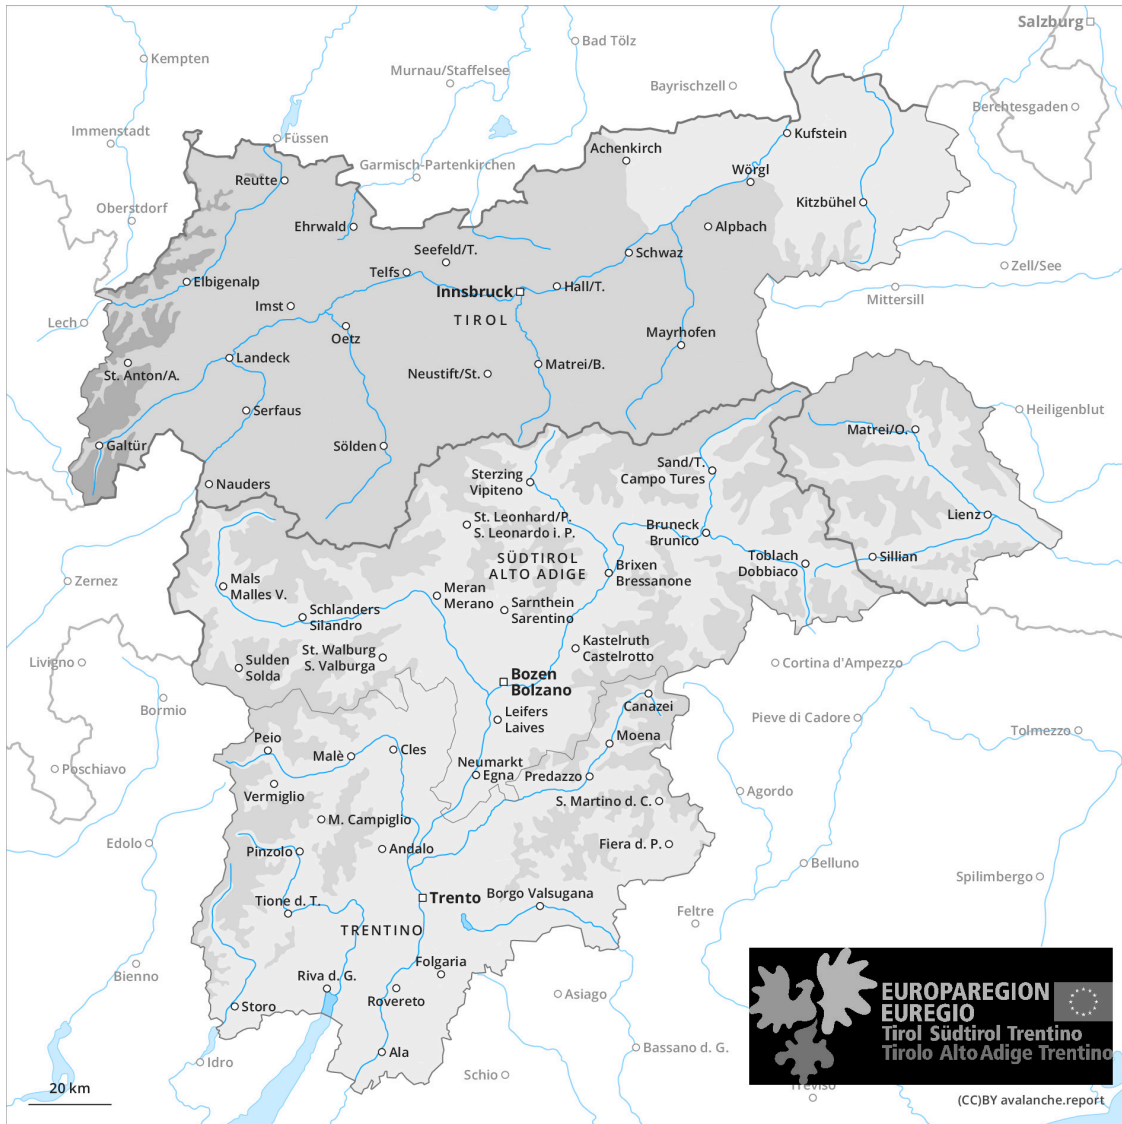 Salzburg
Bad Tölz
Kempten
Murnau/Staffelsee
Bayrischzell
Berchtesgaden
Immenstadt
Füssen
Kufstein
Achenkirch
Garmisch-Partenkirchen
Wörgl
Reutte
Kitzbühel
Oberstdorf
Ehrwald
Alpbach
Seefeld/T.
Schwaz
Zell/See
Telfs
Elbigenalp
Hall/T.
Innsbruck
Mittersill
Imst
TIROL
Lech
Oetz
Mayrhofen
Landeck
Matrei/B.
St. Anton/A.
Neustift/St.
Serfaus
Heiligenblut
Matrei/O.
Galtür
Sölden
Sand/T.
Campo Tures
Sterzing
Vipiteno
Nauders
Lienz
St. Leonhard/P.
S. Leonardo i. P.
Bruneck
Brunico
SÜDTIROL
ALTO ADIGE
Toblach
Dobbiaco
Sillian
Brixen
Bressanone
Zernez
Mals
Malles V.
Meran
Merano
Sarnthein
Sarentino
Schlanders
Silandro
Kastelruth
Castelrotto
St. Walburg
S. Valburga
Livigno
Sulden
Solda
Cortina d'Ampezzo
Bozen
Bolzano
Bormio
Canazei
Leifers
Laives
Pieve di Cadore
Tolmezzo
Peio
Moena
Malè
Cles
Neumarkt
Egna
Predazzo
Poschiavo
Vermiglio
Agordo
S. Martino d. C.
M. Campiglio
Edolo
Pinzolo
Andalo
Fiera d. P.
Belluno
Spilimbergo
Tione d. T.
Trento
Borgo Valsugana
Feltre
TRENTINO
Bienno
Folgaria
Riva d. G.
Rovereto
Asiago
Storo
EUROPAREGION
EUREGIO
Tirol Südtirol Trentino
Tirolo Alto Adige Trentino
Ala
Idro
Bassano d. G.
Schio
Treviso
20 km
(CC)BY avalanche.report